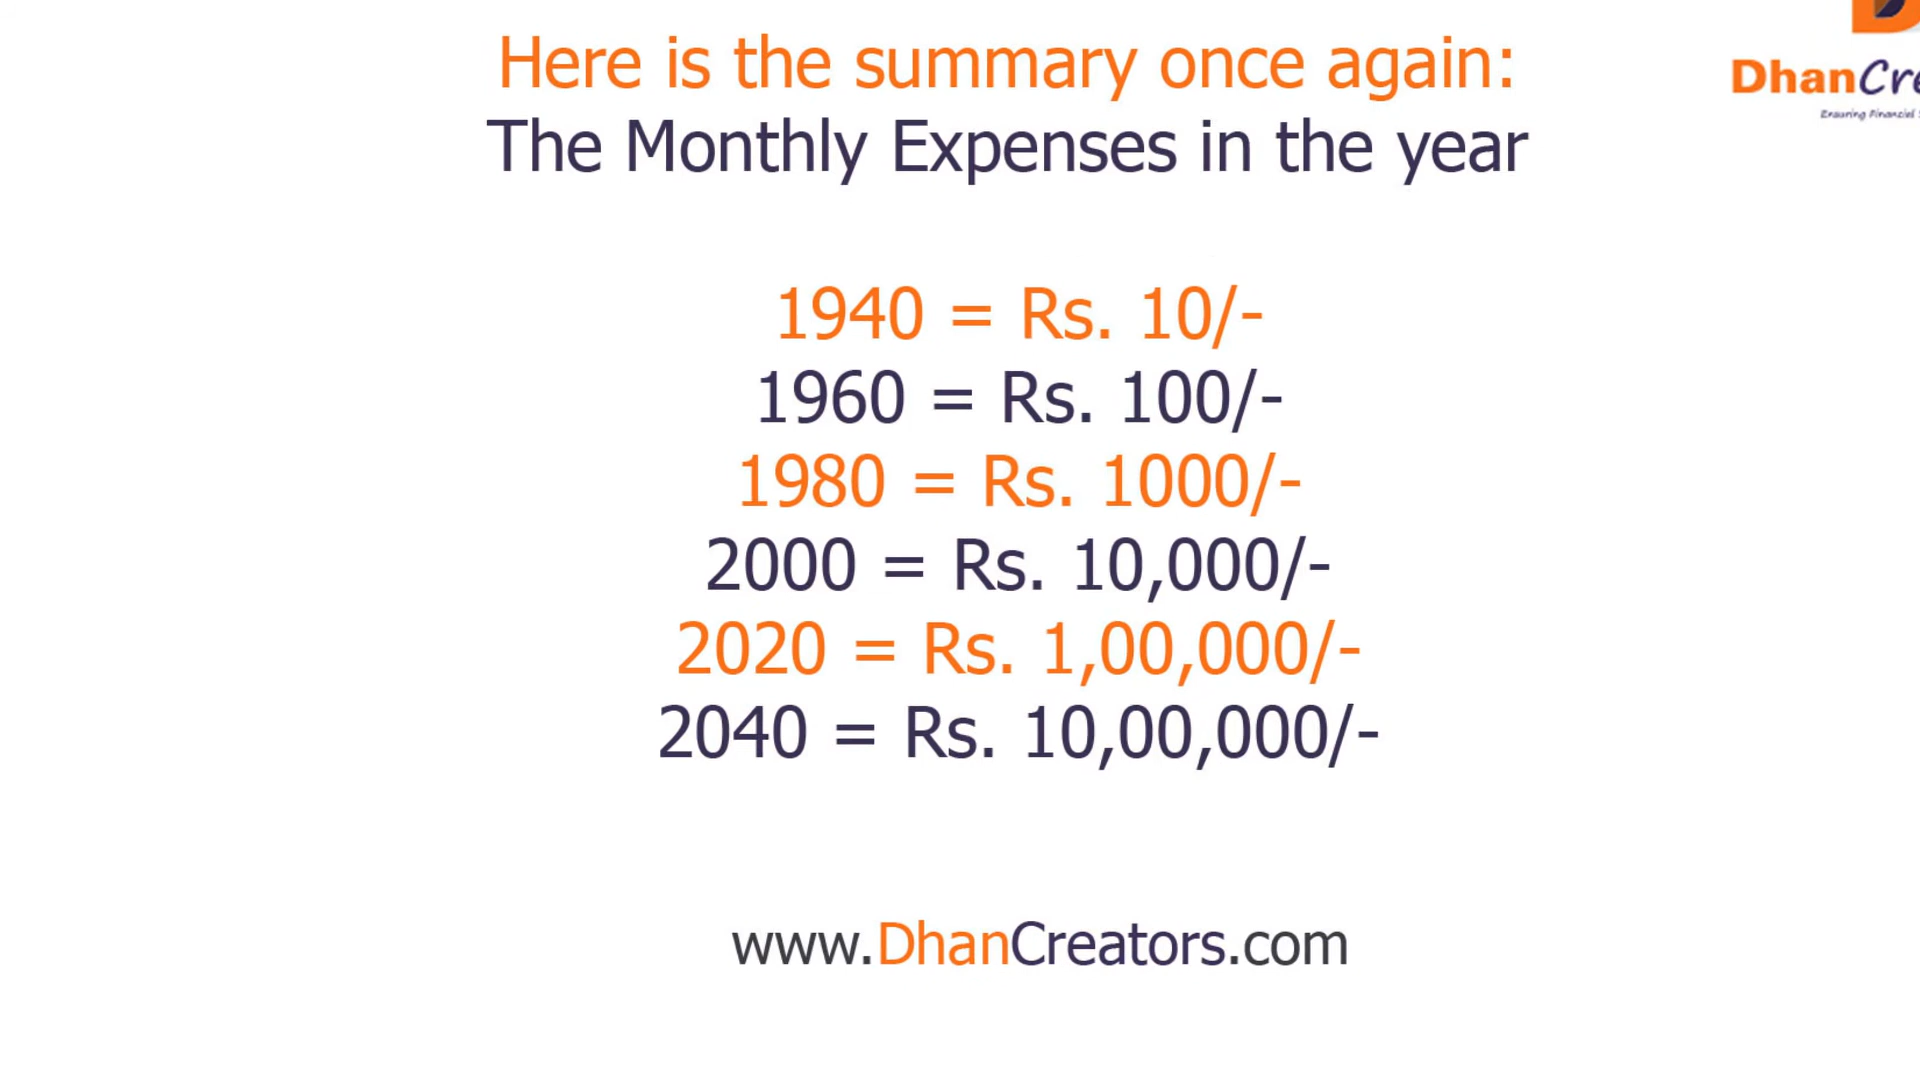 Here is the summary once again:
The Monthly Expenses in the year
1940 = Rs. 10/-
1960 = Rs. 100/-
1980 = Rs. 1000/-
2000 = Rs. 10,000/-
2020 = Rs. 1,00,000/-
2040 = Rs. 10,00,000/-
www.DhanCreators.com
DhanCre
Financial